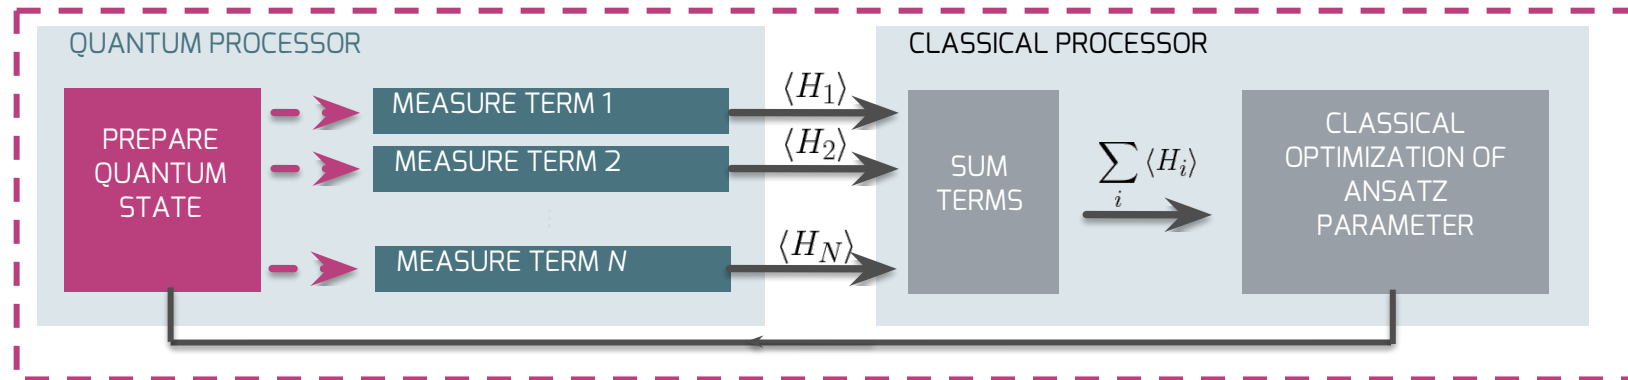 QUANTUM PROCESSOR
CLASSICAL PROCESSOR
PREPARE
QUANTUM
STATE
MEASURE TERM 1
MEASURE TERM 2
⋮
MEASURE TERM N
⟨H₁⟩
⟨H₂⟩
⟨H_N⟩
SUM
TERMS
∑ᵢ ⟨Hᵢ⟩
CLASSICAL
OPTIMIZATION OF
ANSATZ
PARAMETER